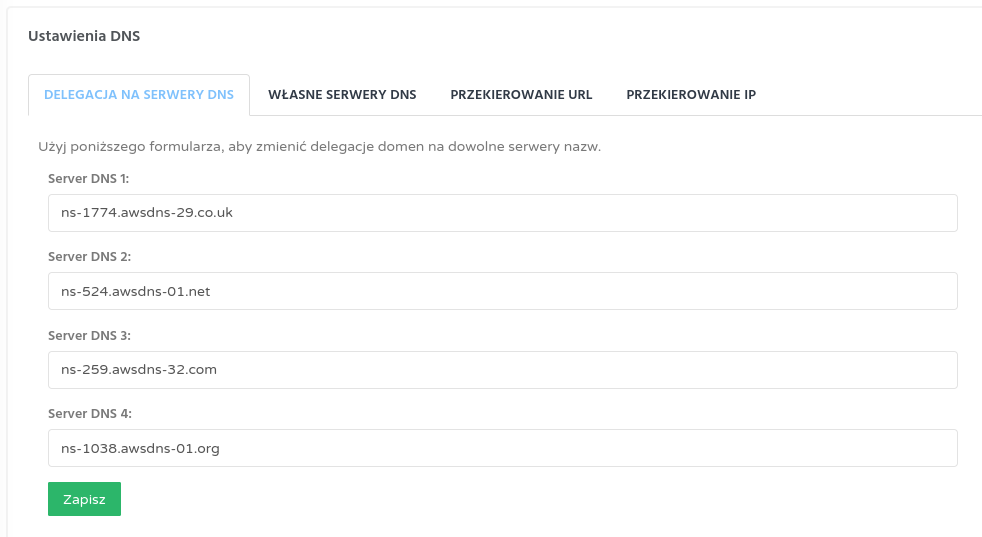 Ustawienia DNS
DELEGACJA NA SERWERY DNS WŁASNE SERWERY DNS PRZEKIEROWANIE URL PRZEKIEROWANIE IP
Użyj poniższego formularza, aby zmienić delegacje domen na dowolne serwery nazw.
Server DNS 1:
ns-1774.awsdns-29.co.uk
Server DNS 2:
ns-524.awsdns-01.net
Server DNS 3:
ns-259.awsdns-32.com
Server DNS 4:
ns-1038.awsdns-01.org
Zapisz